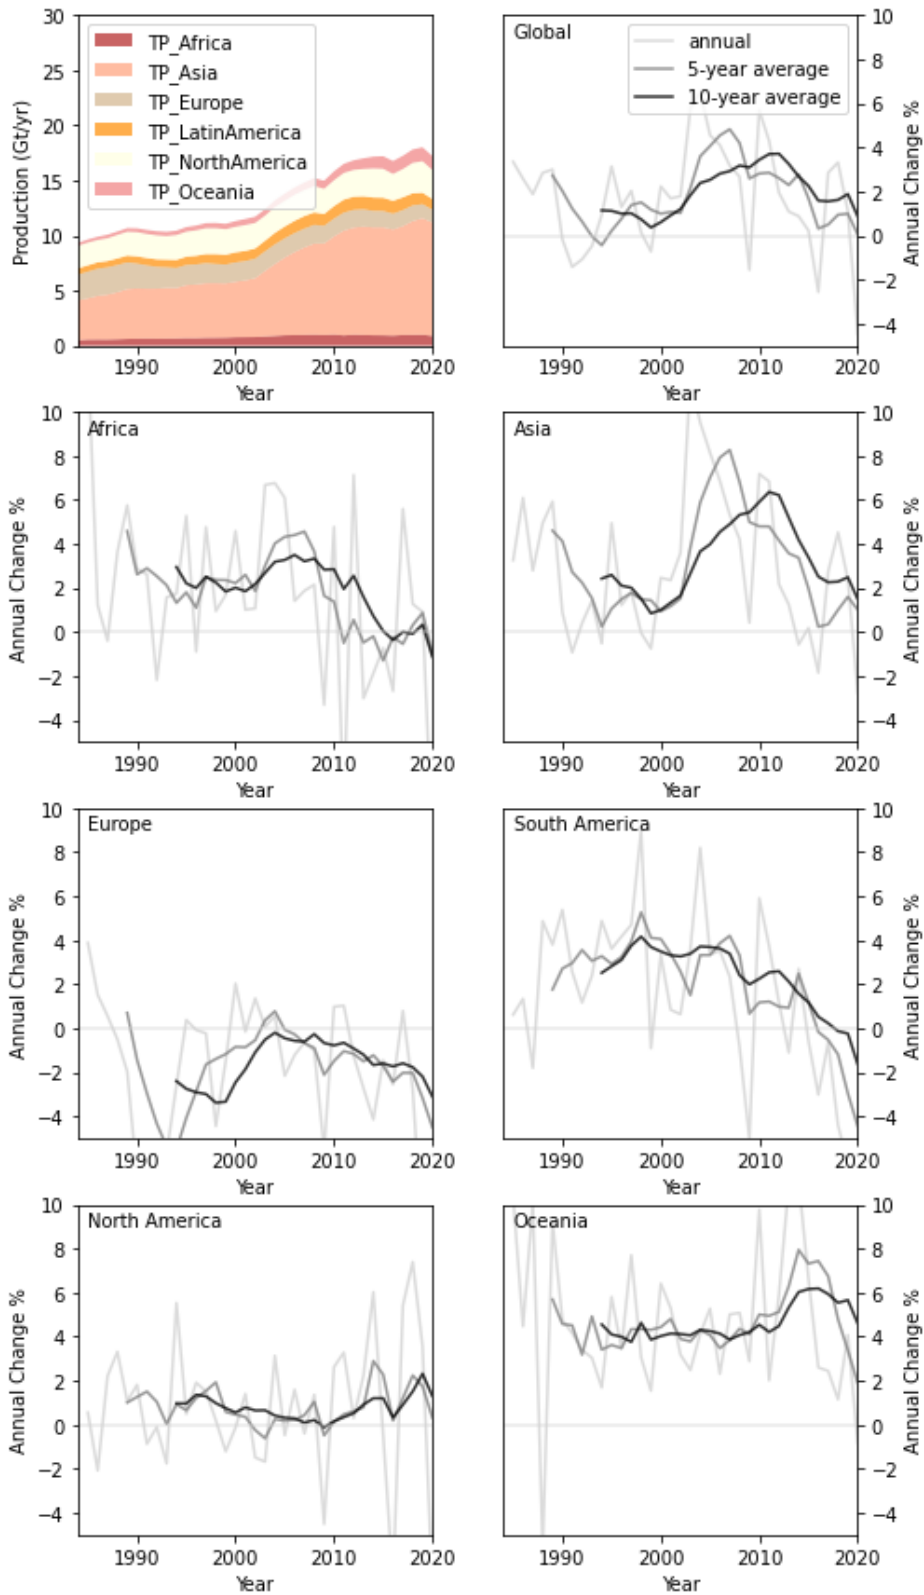 30
25
20
15
10
5
0
Production (Gt/yr)
TP_Africa
TP_Asia
TP_Europe
TP_LatinAmerica
TP_NorthAmerica
TP_Oceania
1990 2000 2010 2020
Year
Global
annual
5-year average
10-year average
10
8
6
4
2
0
−2
−4
Annual Change %
1990 2000 2010 2020
Year
Africa
10
8
6
4
2
0
−2
−4
Annual Change %
1990 2000 2010 2020
Year
Asia
10
8
6
4
2
0
−2
−4
Annual Change %
1990 2000 2010 2020
Year
Europe
10
8
6
4
2
0
−2
−4
Annual Change %
1990 2000 2010 2020
Year
South America
10
8
6
4
2
0
−2
−4
Annual Change %
1990 2000 2010 2020
Year
North America
10
8
6
4
2
0
−2
−4
Annual Change %
1990 2000 2010 2020
Year
Oceania
10
8
6
4
2
0
−2
−4
Annual Change %
1990 2000 2010 2020
Year